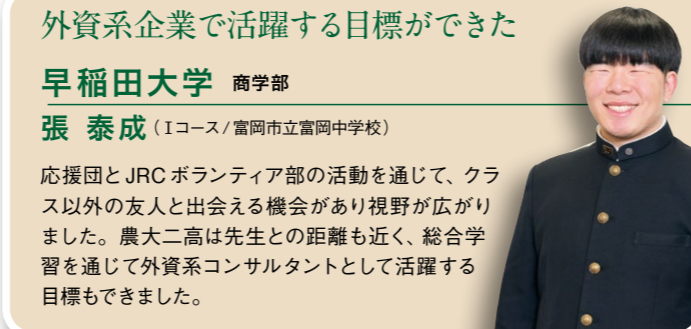 外資系企業で活躍する目標ができた
早稲田大学 商学部
張 泰成（Ⅰコース/富岡市立富岡中学校）
応援団とJRCボランティア部の活動を通じて、クラ
ス以外の友人と出会える機会があり視野が広がり
ました。農大二高は先生との距離も近く、総合学
習を通じて外資系コンサルタントとして活躍する
目標もできました。